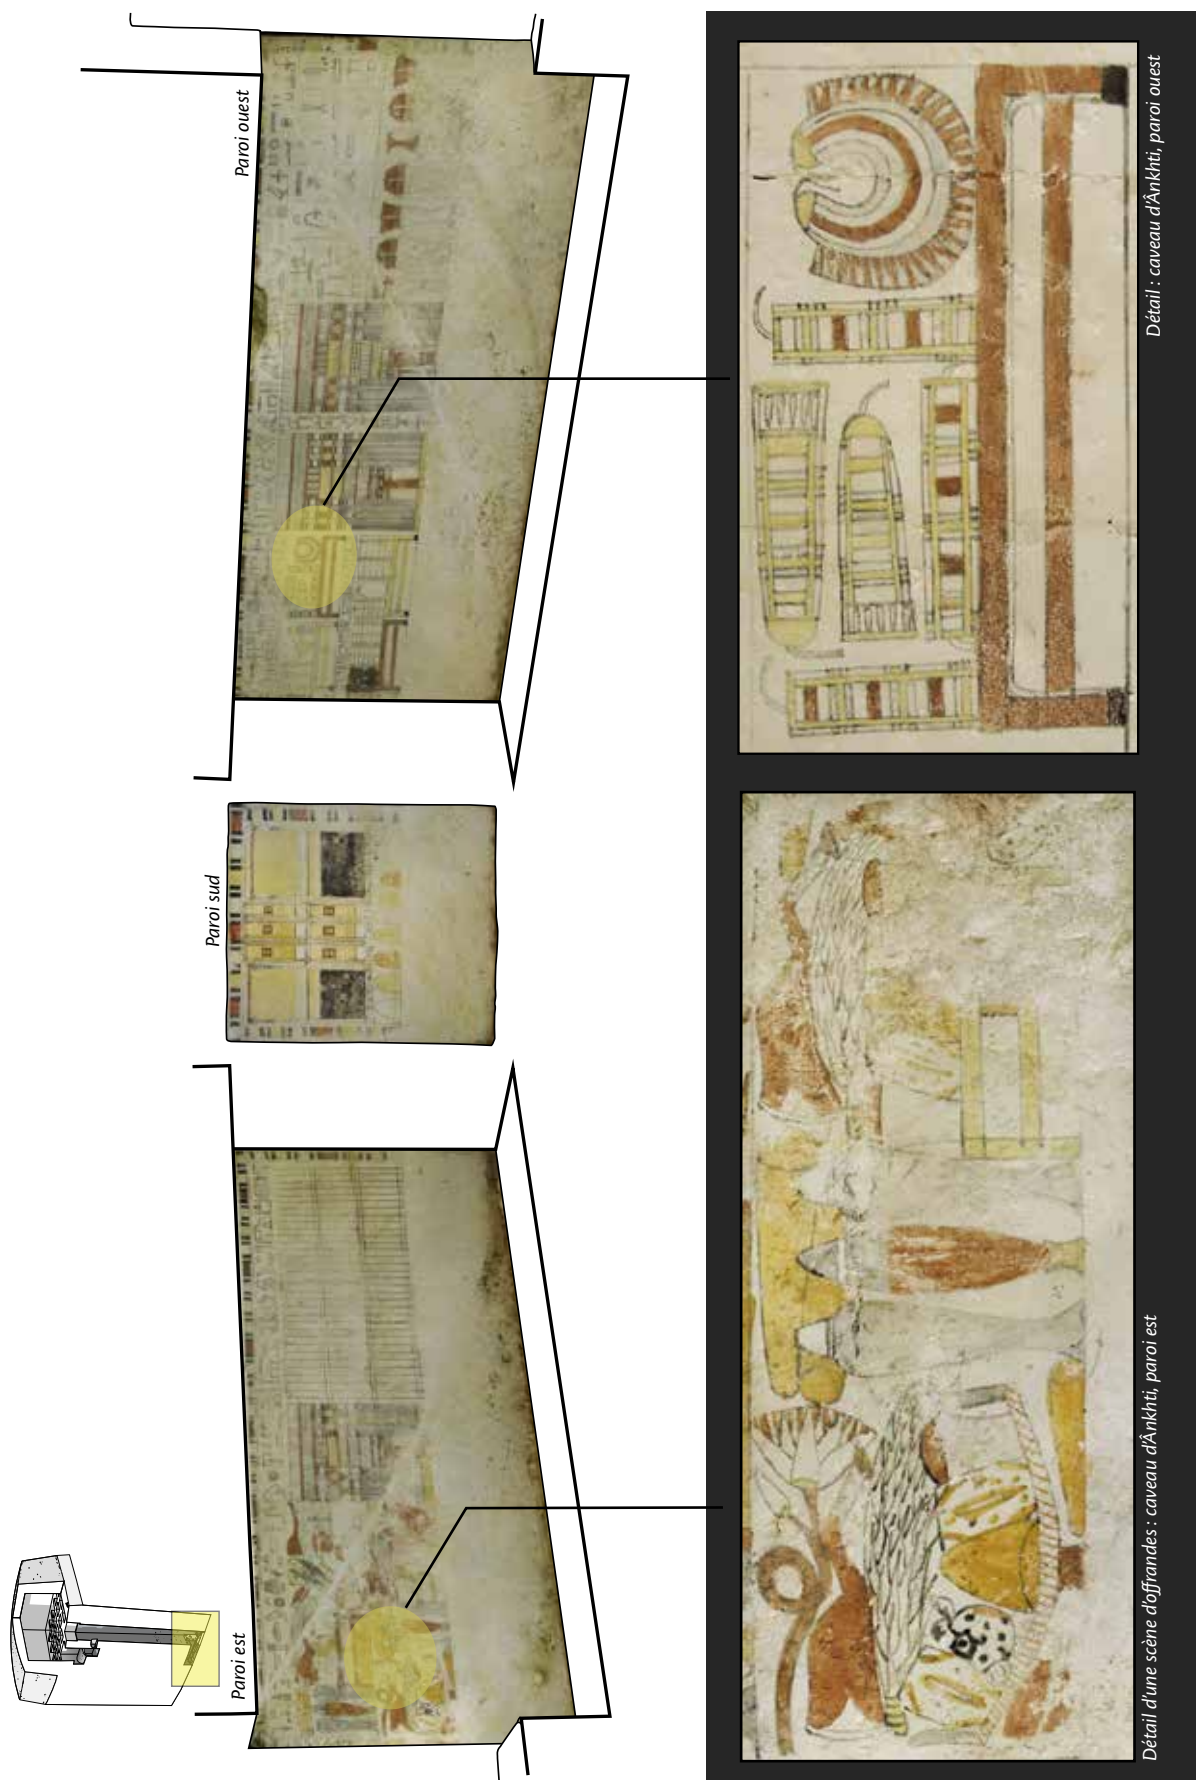 Paroi est
Paroi sud
Paroi ouest
Détail d'une scène d'offrandes : caveau d'Ânkhti, paroi est
Détail : caveau d'Ânkhti, paroi ouest